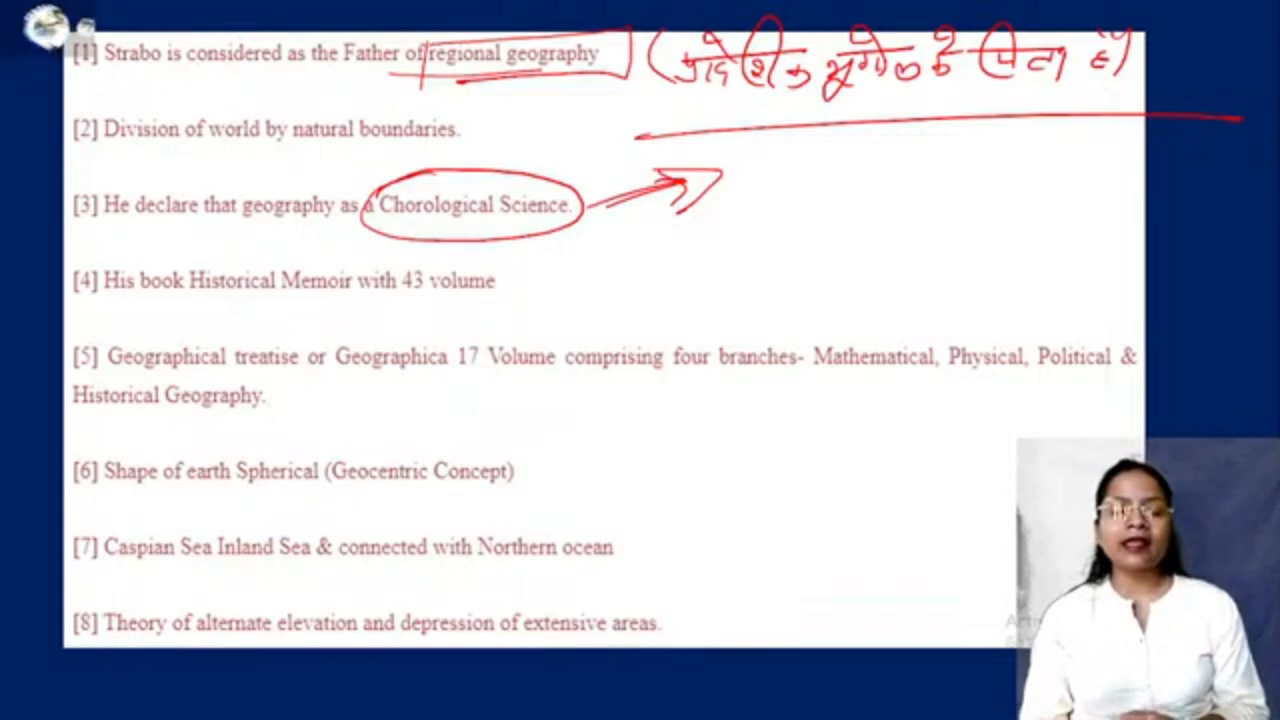 [1] Strabo is considered as the Father of regional geography (प्रादेशिक भूगोल के पिता है)
[2] Division of world by natural boundaries.
[3] He declare that geography as a Chorological Science.
[4] His book Historical Memoir with 43 volume
[5] Geographical treatise or Geographica 17 Volume comprising four branches- Mathematical, Physical, Political &
Historical Geography.
[6] Shape of earth Spherical (Geocentric Concept)
[7] Caspian Sea Inland Sea & connected with Northern ocean
[8] Theory of alternate elevation and depression of extensive areas.